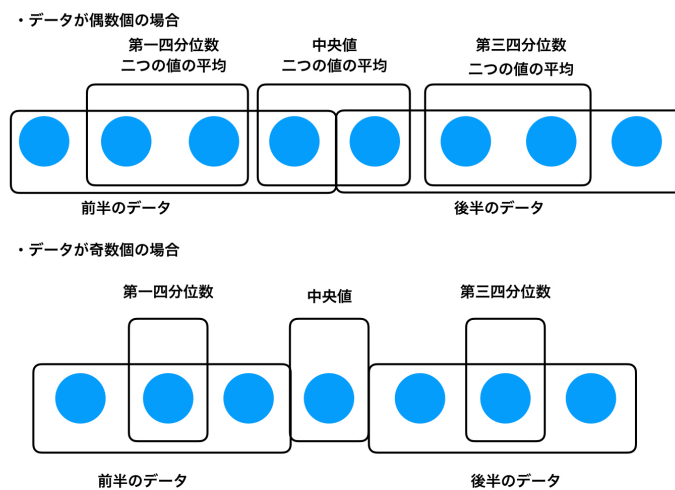 ・データが偶数個の場合
第一四分位数
二つの値の平均
中央値
二つの値の平均
第三四分位数
二つの値の平均
前半のデータ
後半のデータ
・データが奇数個の場合
第一四分位数
中央値
第三四分位数
前半のデータ
後半のデータ